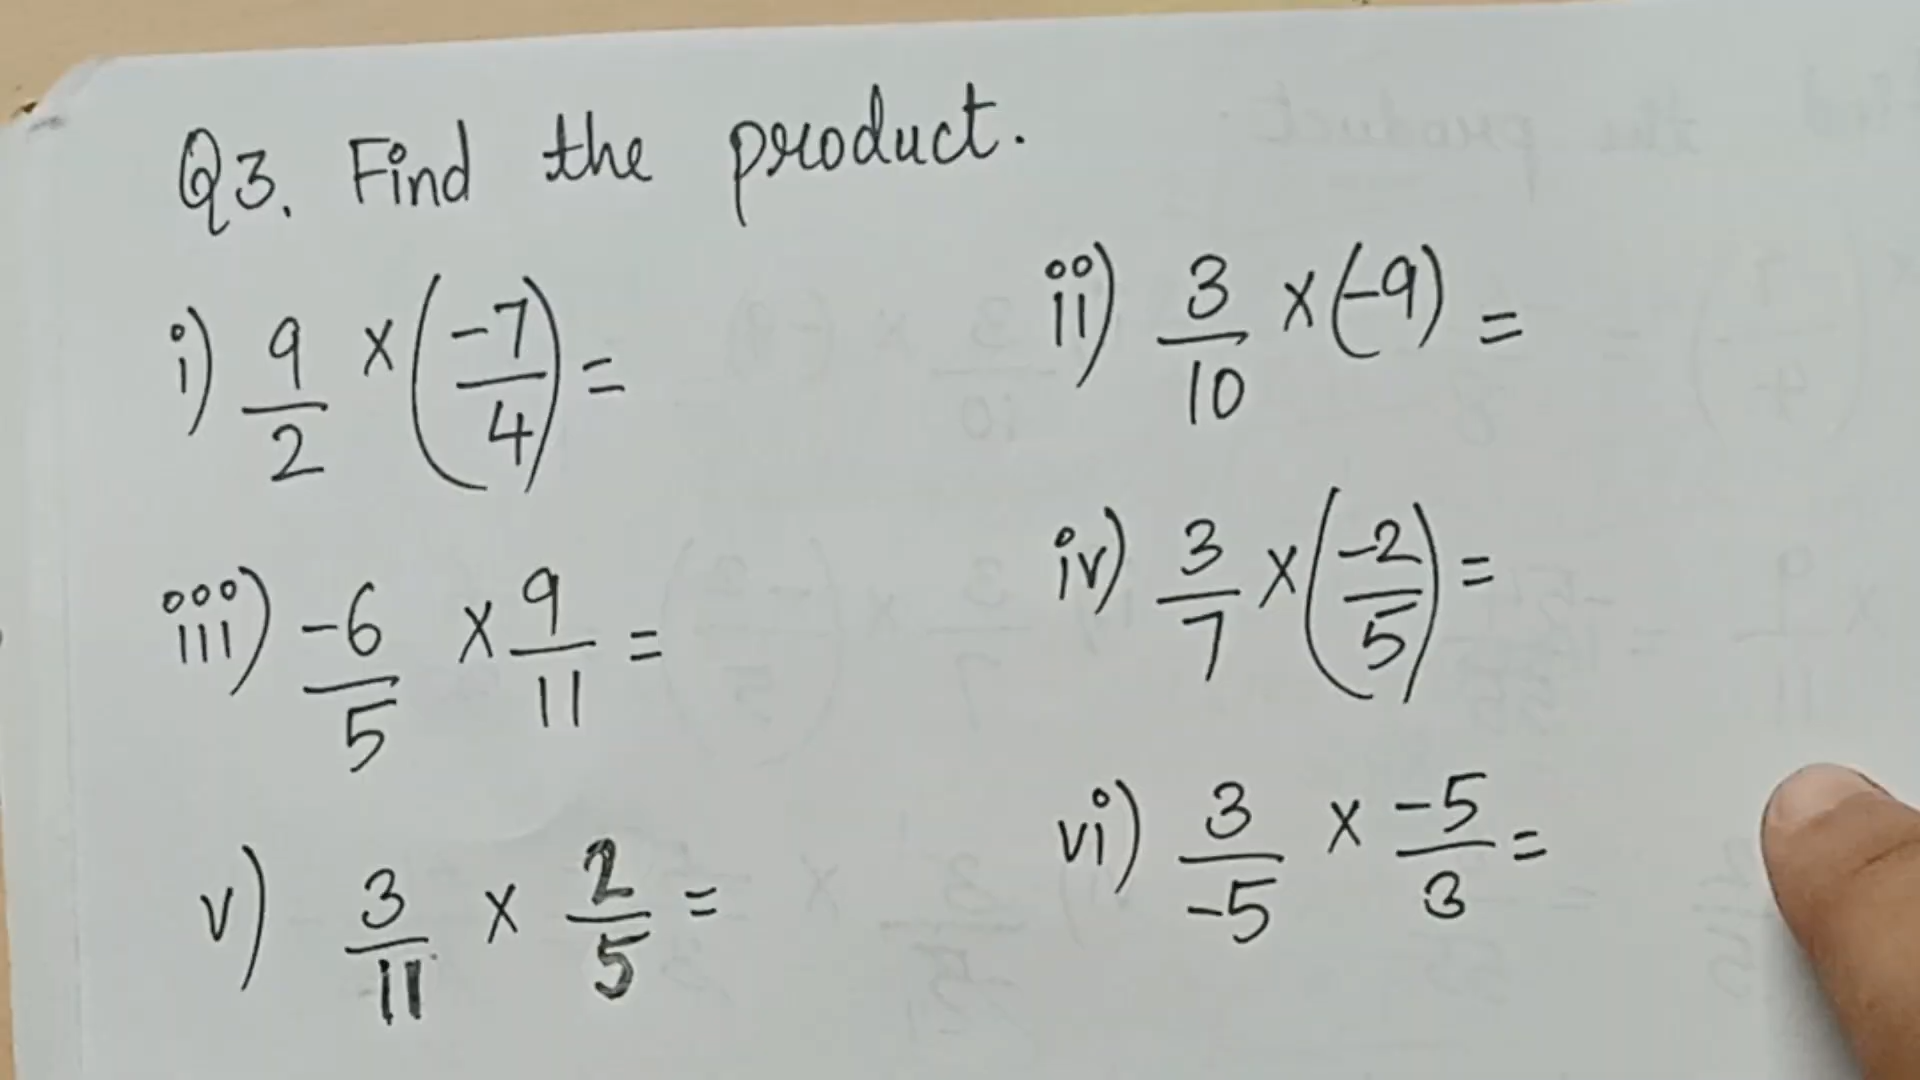 Q3. Find the product.
i) 9/2 × (-7/4) =
ii) 3/10 × (-9) =
iii) -6/5 × 9/11 =
iv) 3/7 × (-2/5) =
v) 3/11 × 2/5 =
vi) 3/-5 × -5/3 =